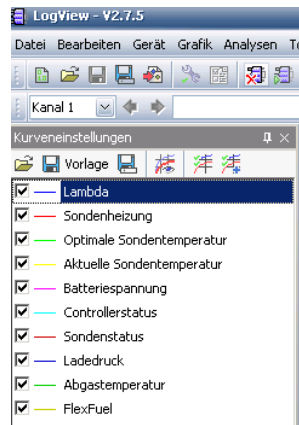 LogView - V2.7.5
Datei Bearbeiten Gerät Grafik Analysen
Kanal 1
Kurveneinstellungen
Vorlage
Lambda
Sondenheizung
Optimale Sondentemperatur
Aktuelle Sondentemperatur
Batteriespannung
Controllerstatus
Sondenstatus
Ladedruck
Abgastemperatur
FlexFuel